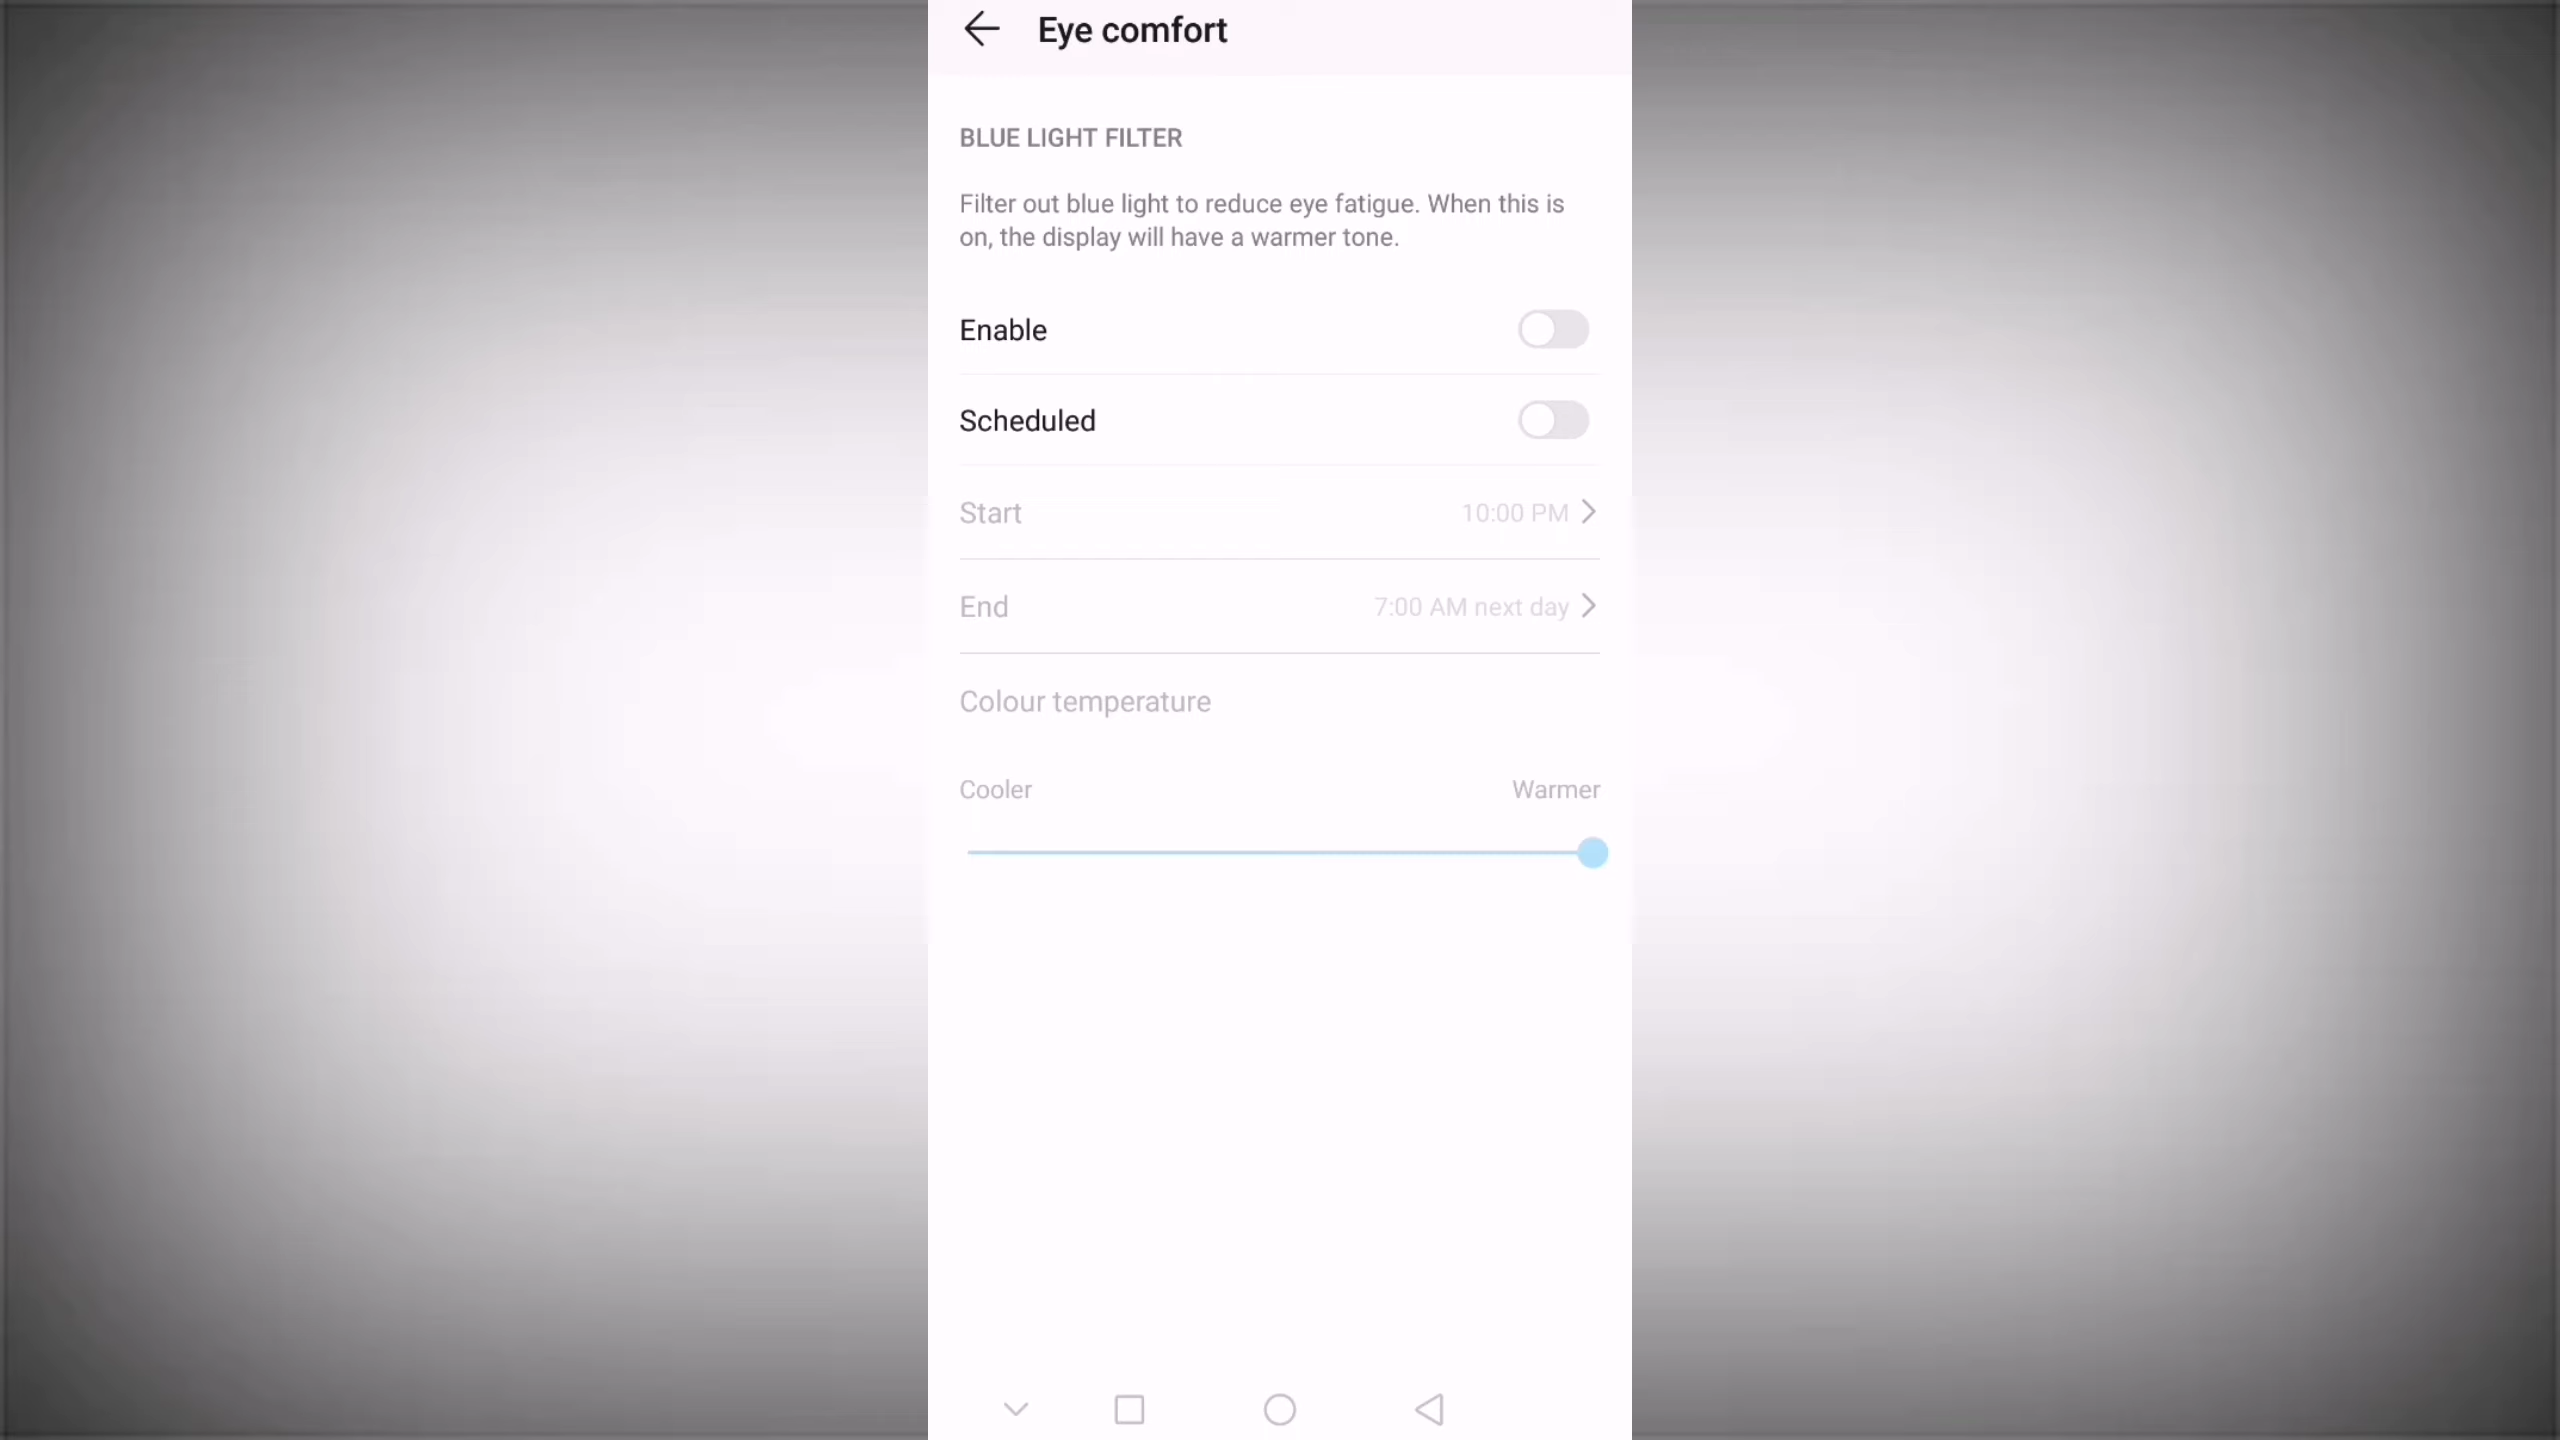 Eye comfort
BLUE LIGHT FILTER
Filter out blue light to reduce eye fatigue. When this is
on, the display will have a warmer tone.
Enable
Scheduled
Start 10:00 PM
End 7:00 AM next day
Colour temperature
Cooler Warmer